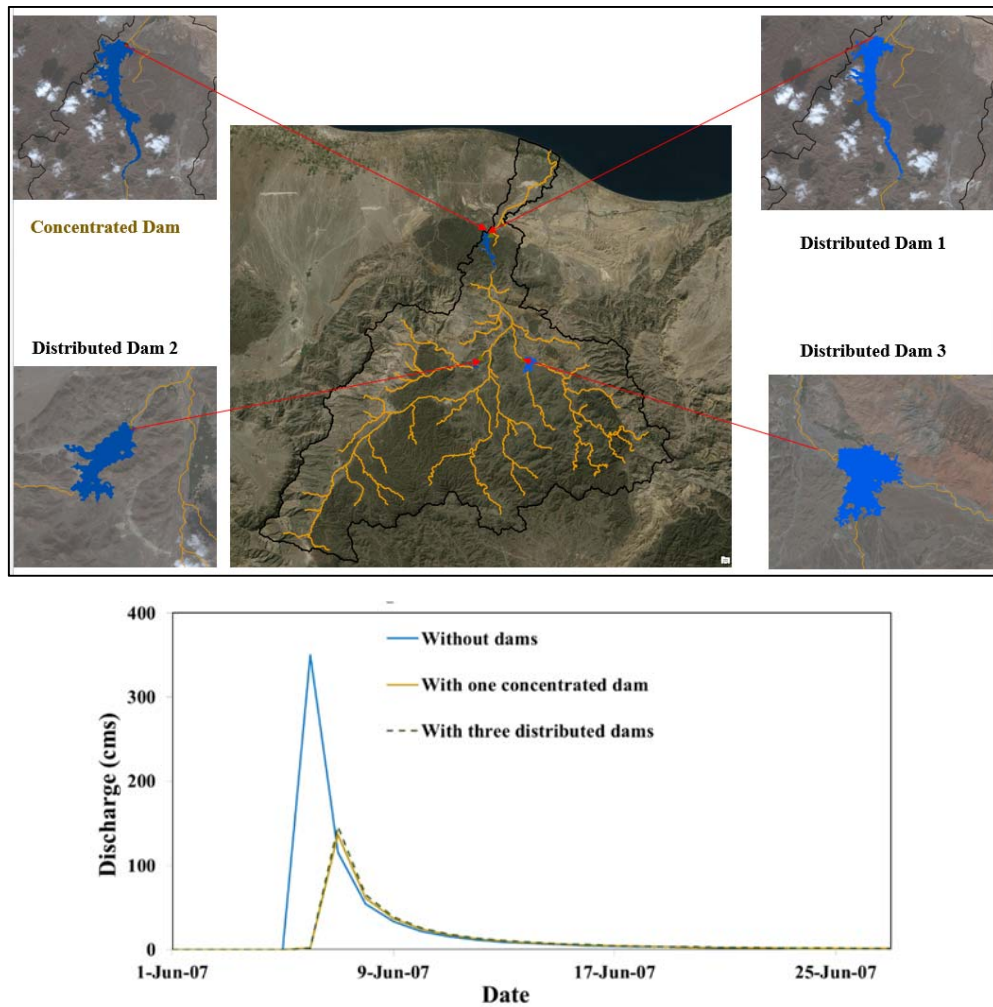 Concentrated Dam
Distributed Dam 1
Distributed Dam 2
Distributed Dam 3
400
300
200
100
0
Discharge (cms)
Without dams
With one concentrated dam
With three distributed dams
1-Jun-07
9-Jun-07
17-Jun-07
25-Jun-07
Date